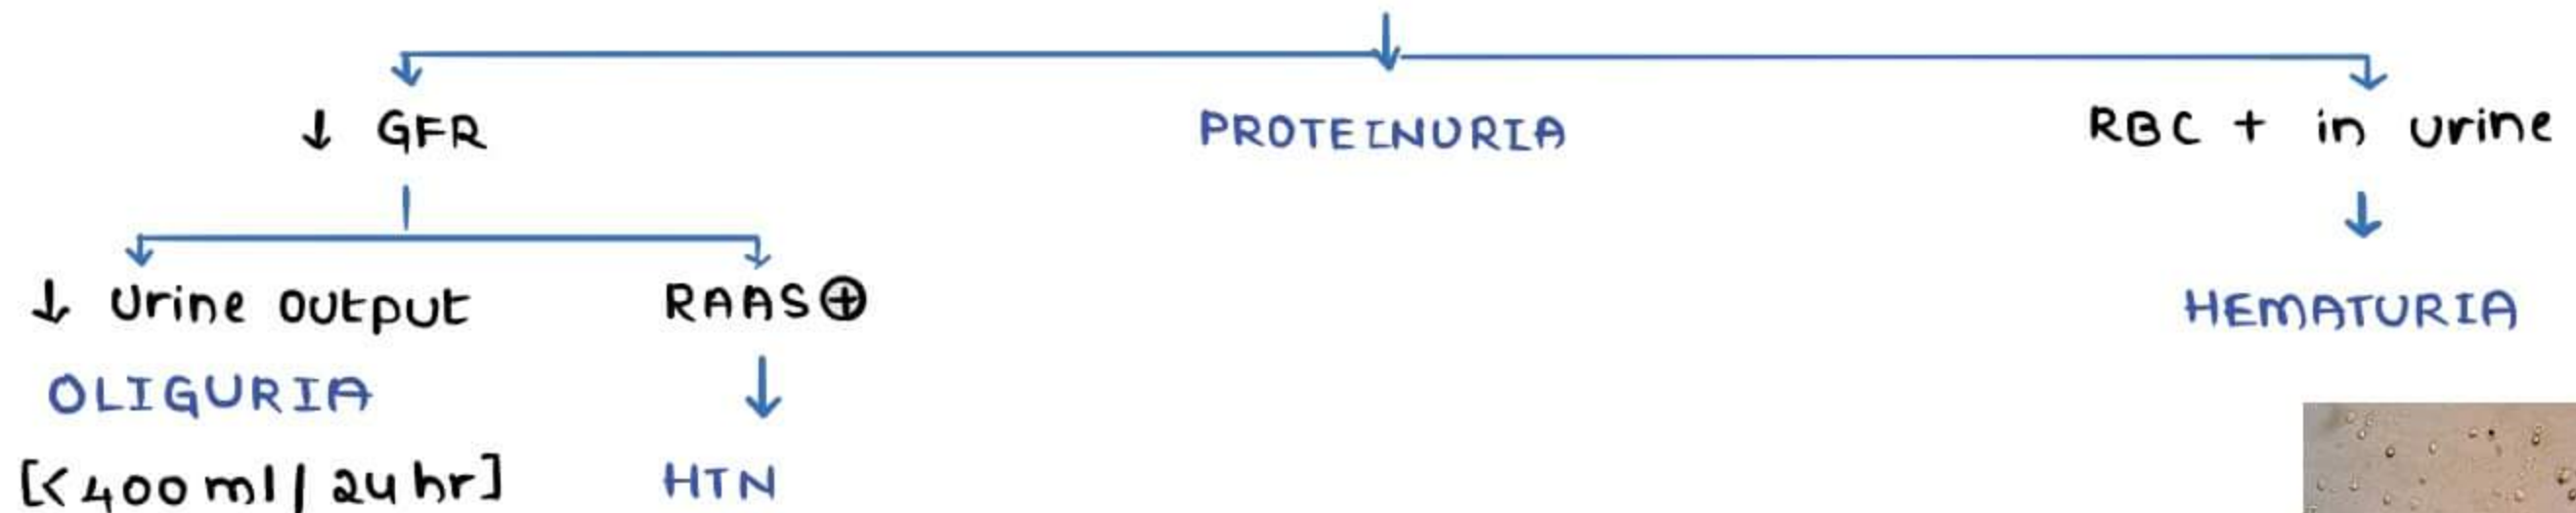 ↓ GFR
PROTEINURIA
RBC + in urine
↓ Urine output
RAAS ⊕
HEMATURIA
OLIGURIA
[<400 ml / 24 hr]
HTN